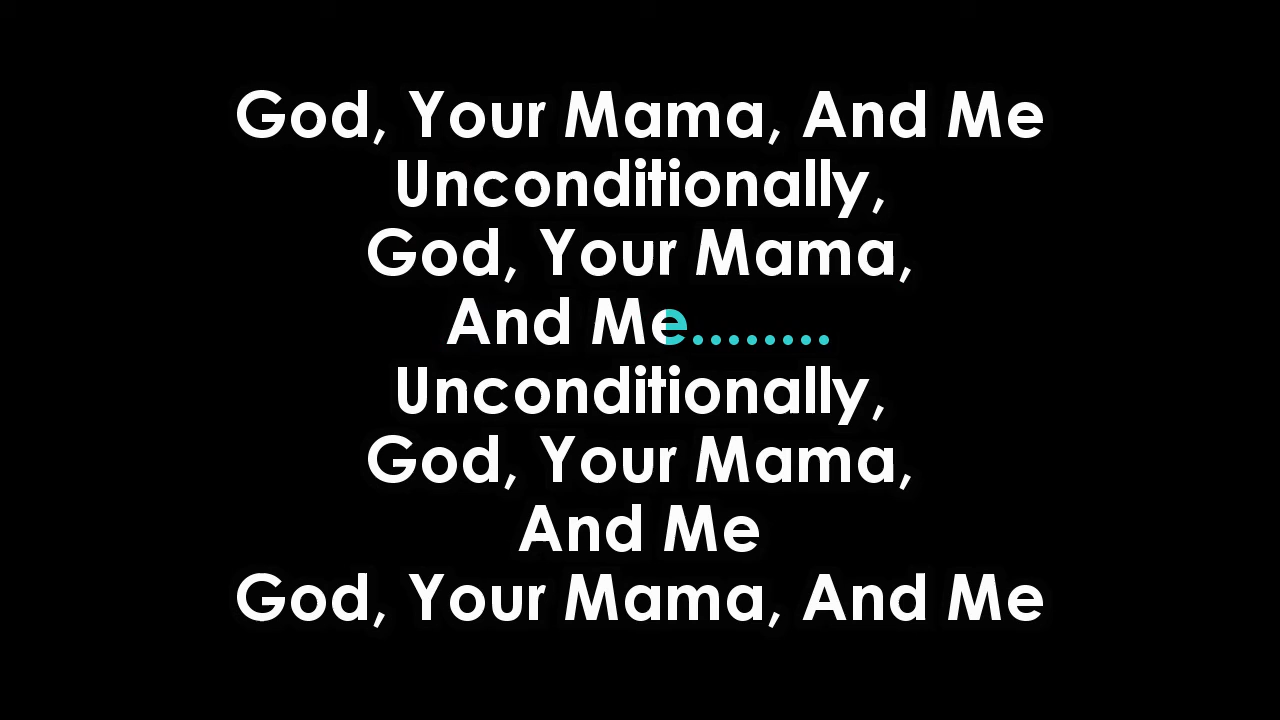 God, Your Mama, And Me
Unconditionally,
God, Your Mama,
And Me........
Unconditionally,
God, Your Mama,
And Me
God, Your Mama, And Me